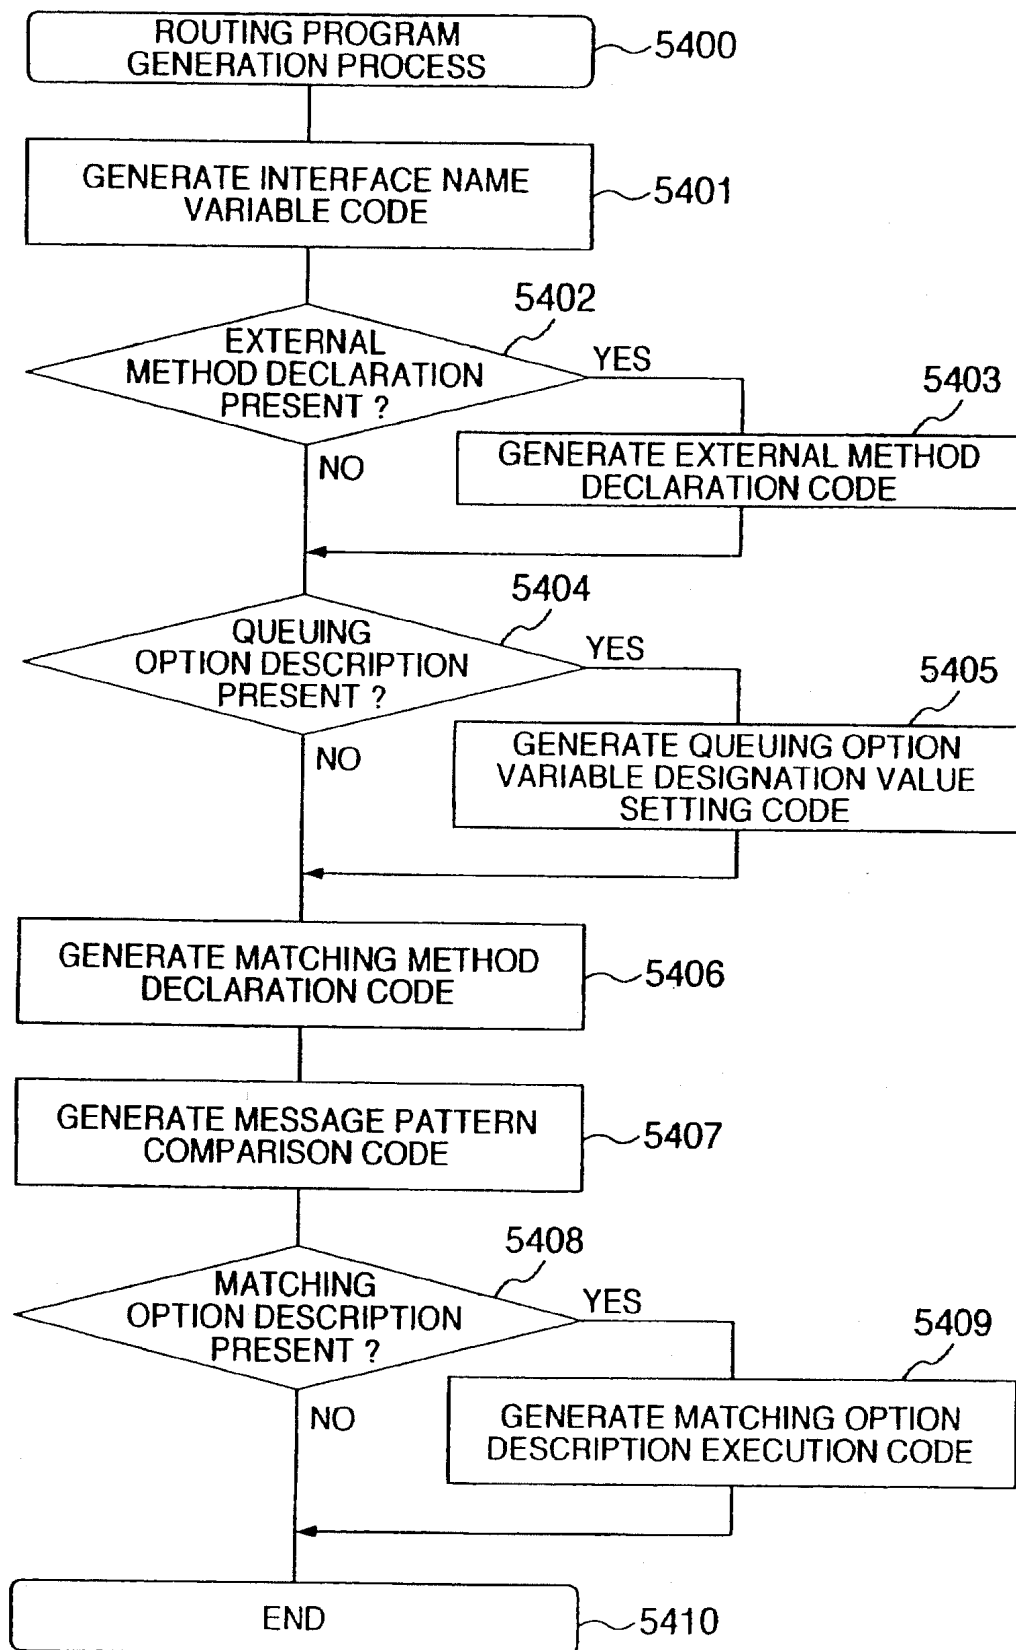 ROUTING PROGRAM
GENERATION PROCESS
5400
GENERATE INTERFACE NAME
VARIABLE CODE
5401
5402
EXTERNAL
METHOD DECLARATION
PRESENT ?
YES
NO
5403
GENERATE EXTERNAL METHOD
DECLARATION CODE
5404
QUEUING
OPTION DESCRIPTION
PRESENT ?
YES
NO
5405
GENERATE QUEUING OPTION
VARIABLE DESIGNATION VALUE
SETTING CODE
GENERATE MATCHING METHOD
DECLARATION CODE
5406
GENERATE MESSAGE PATTERN
COMPARISON CODE
5407
5408
MATCHING
OPTION DESCRIPTION
PRESENT ?
YES
NO
5409
GENERATE MATCHING OPTION
DESCRIPTION EXECUTION CODE
END
5410